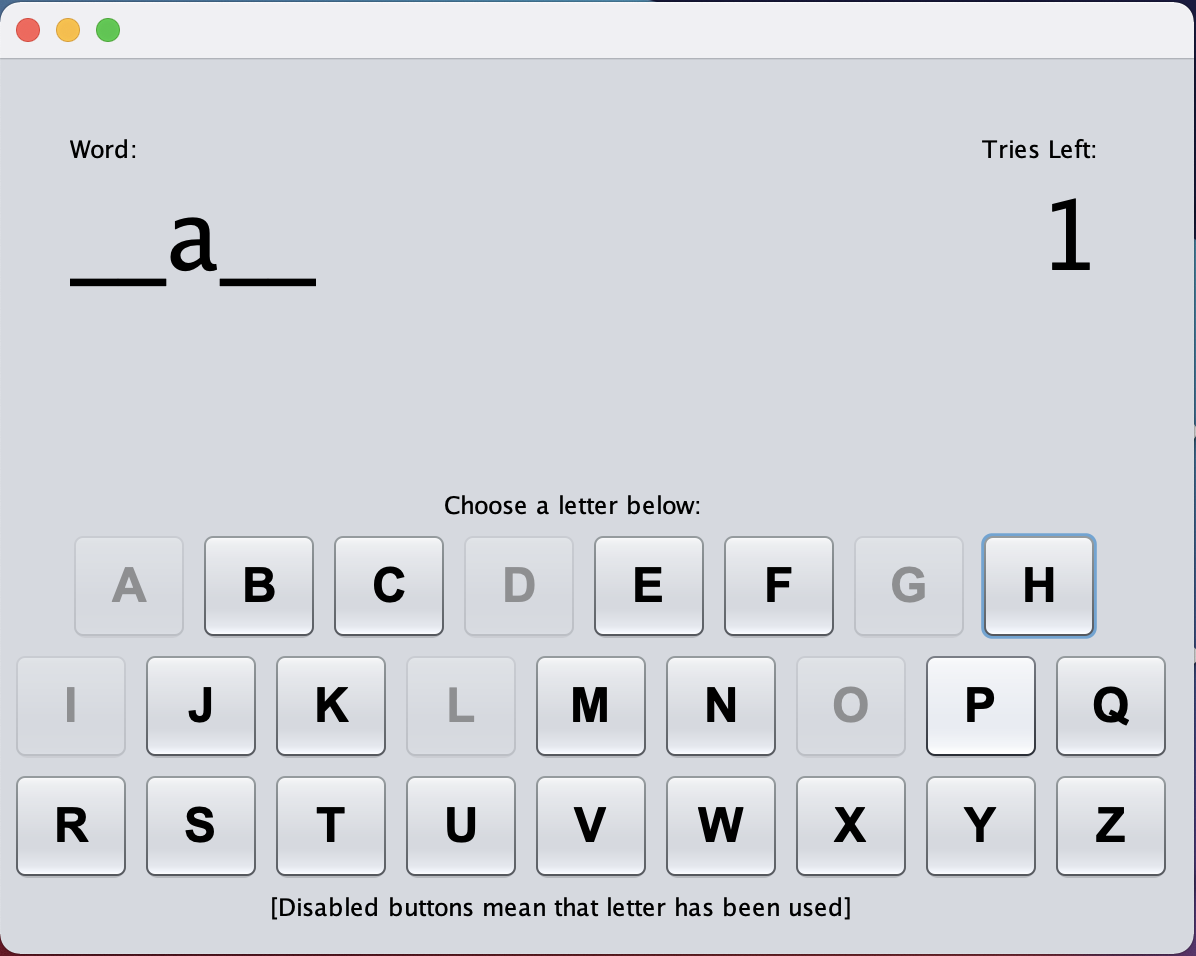 Word: Tries Left:
__a__ 1
Choose a letter below:
A B C D E F G H
I J K L M N O P Q
R S T U V W X Y Z
[Disabled buttons mean that letter has been used]